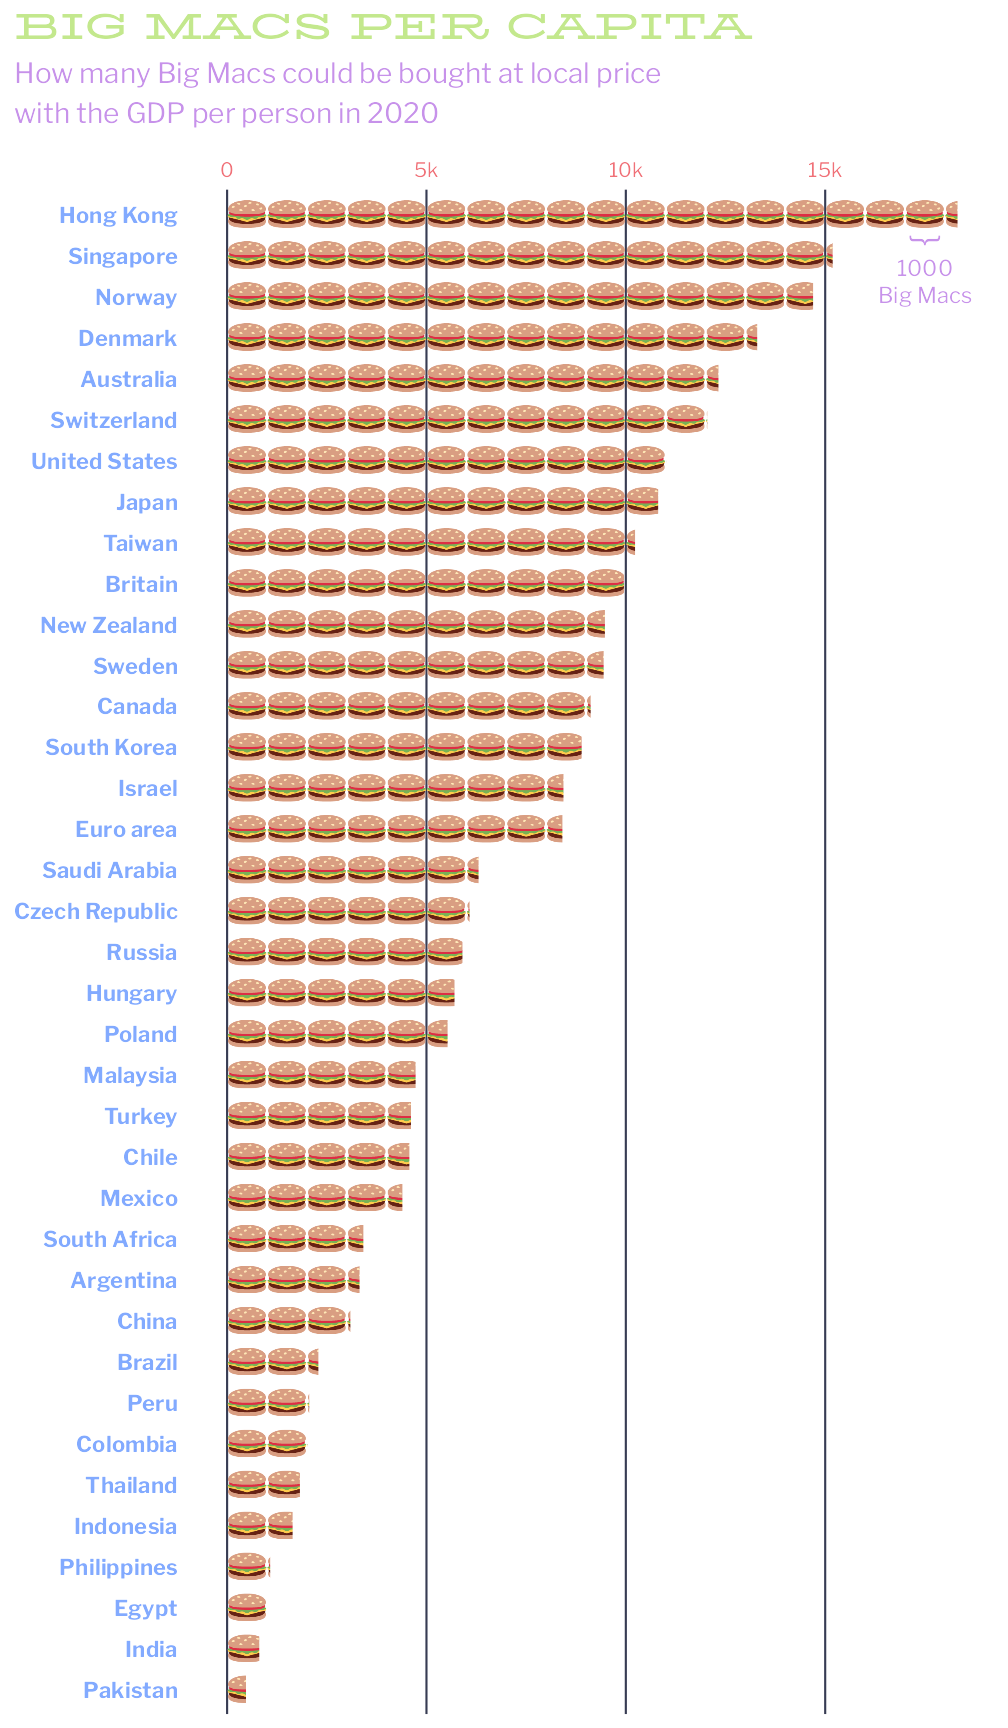 BIG MACS PER CAPITA
How many Big Macs could be bought at local price
with the GDP per person in 2020
0 5k 10k 15k
Hong Kong
Singapore
1000
Big Macs
Norway
Denmark
Australia
Switzerland
United States
Japan
Taiwan
Britain
New Zealand
Sweden
Canada
South Korea
Israel
Euro area
Saudi Arabia
Czech Republic
Russia
Hungary
Poland
Malaysia
Turkey
Chile
Mexico
South Africa
Argentina
China
Brazil
Peru
Colombia
Thailand
Indonesia
Philippines
Egypt
India
Pakistan